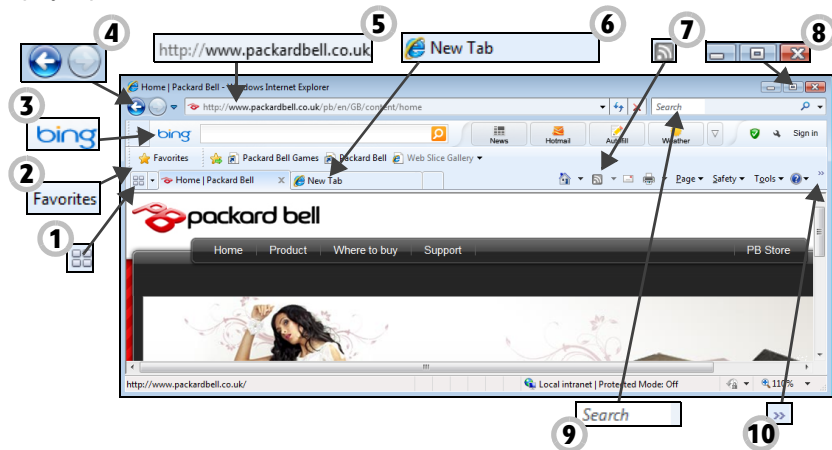 4
5
6
7
8
http://www.packardbell.co.uk
New Tab
Home | Packard Bell - Windows Internet Explorer
http://www.packardbell.co.uk/pb/en/GB/content/home
Search
3
bing
bing
News
Hotmail
Autofill
Weather
Sign in
Favorites
Packard Bell Games
Packard Bell
Web Slice Gallery
2
Favorites
Home | Packard Bell
X
New Tab
Page
Safety
Tools
»
1
packard bell
Home
Product
Where to buy
Support
PB Store
http://www.packardbell.co.uk/
Local intranet | Protected Mode: Off
110%
9
Search
10
»